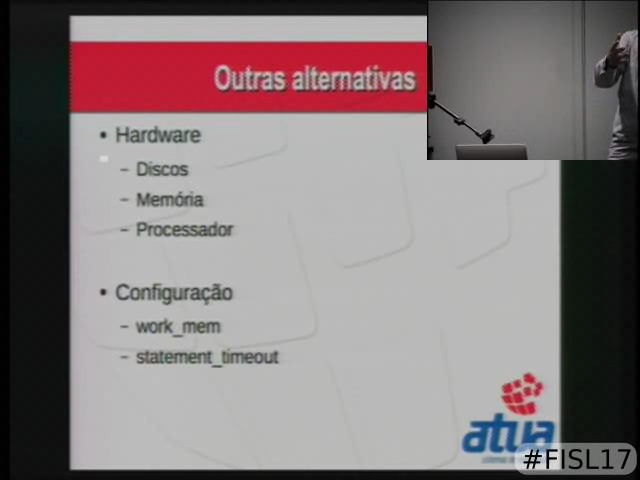 Outras alternativas
• Hardware
– Discos
– Memória
– Processador
• Configuração
– work_mem
– statement_timeout
atua
#FISL17